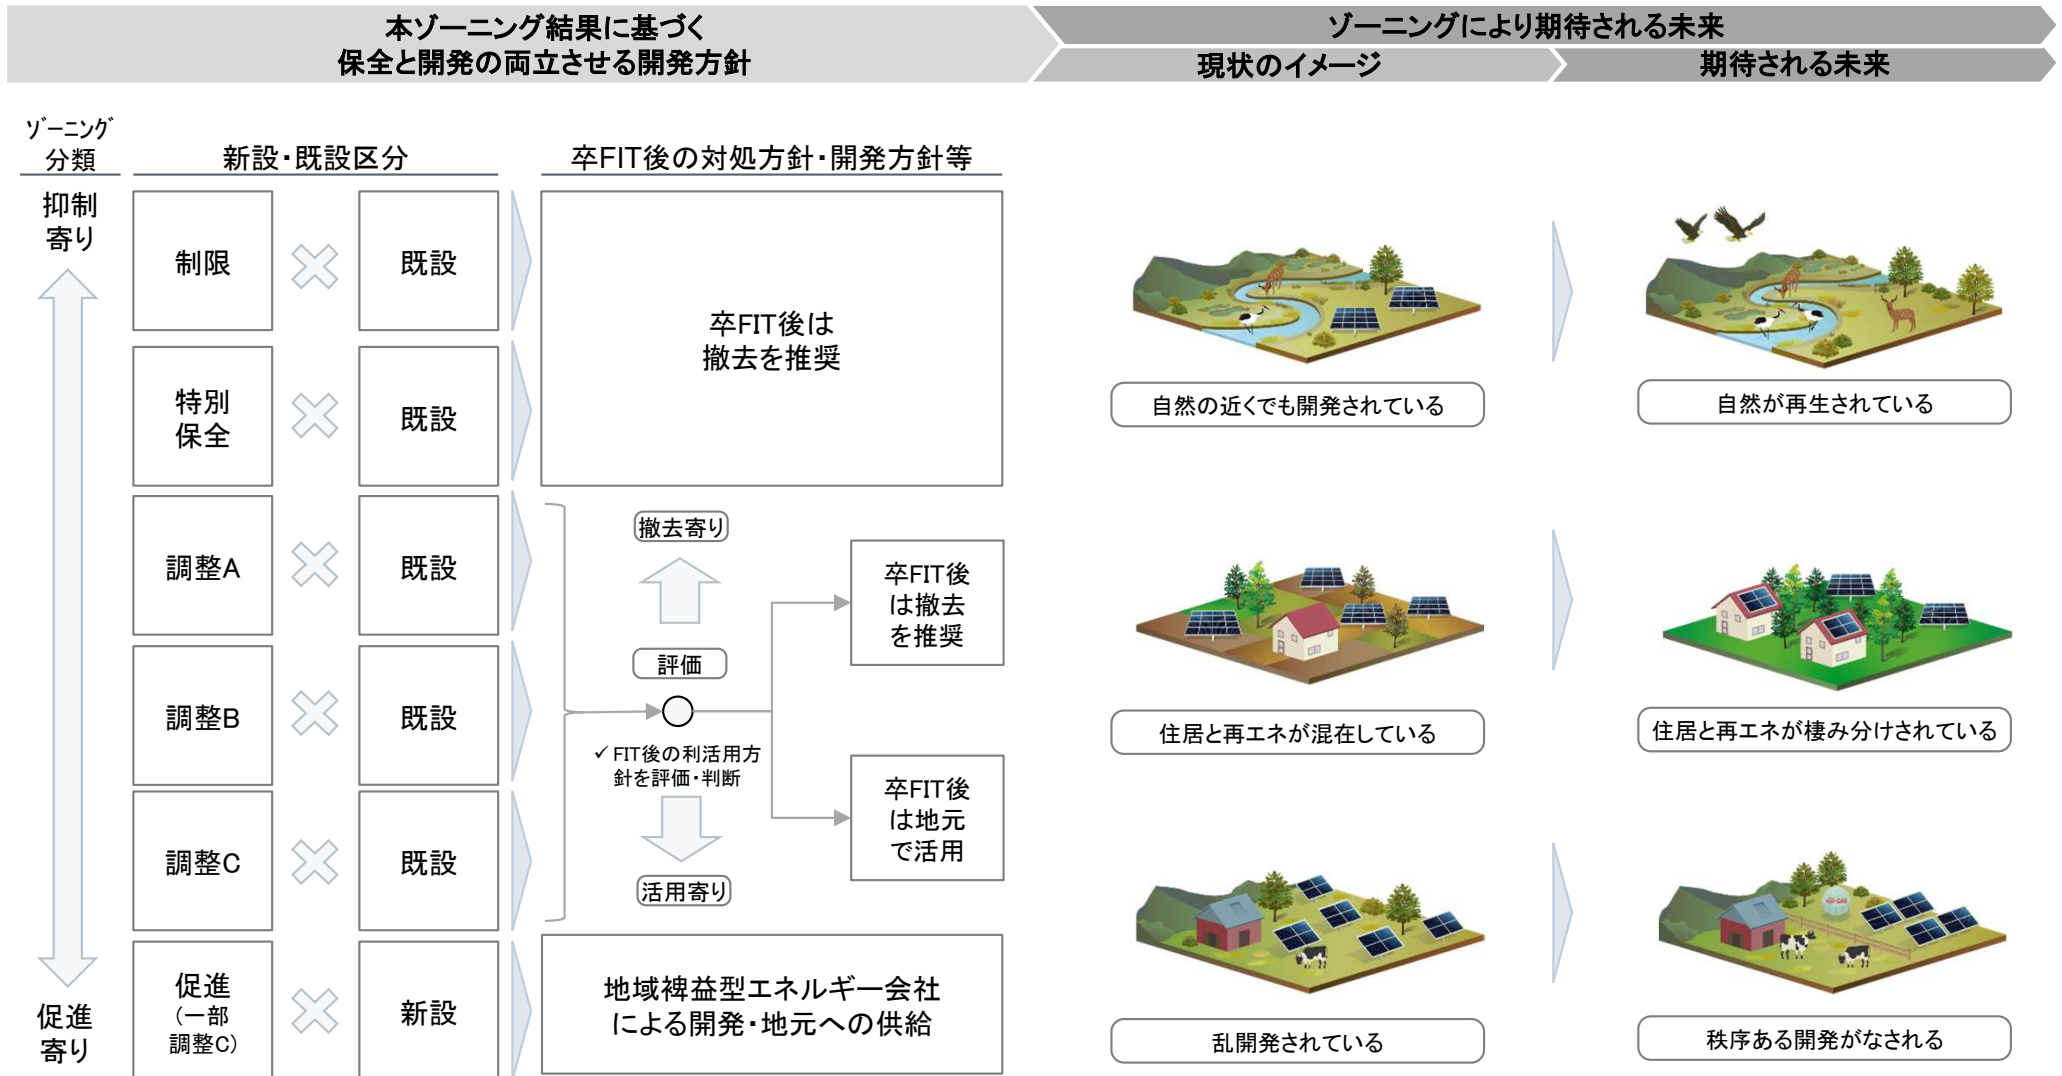 本ゾーニング結果に基づく
保全と開発の両立させる開発方針
ゾーニングにより期待される未来
現状のイメージ
期待される未来
ゾーニング
分類
新設・既設区分
卒FIT後の対処方針・開発方針等
抑制
寄り
制限
既設
卒FIT後は
撤去を推奨
特別
保全
既設
自然の近くでも開発されている
自然が再生されている
調整A
既設
撤去寄り
卒FIT後
は撤去
を推奨
評価
調整B
既設
✓ FIT後の利活用方
針を評価・判断
卒FIT後
は地元
で活用
住居と再エネが混在している
住居と再エネが棲み分けされている
調整C
既設
活用寄り
GAS
促進
寄り
促進
(一部
調整C)
新設
地域裨益型エネルギー会社
による開発・地元への供給
乱開発されている
秩序ある開発がなされる